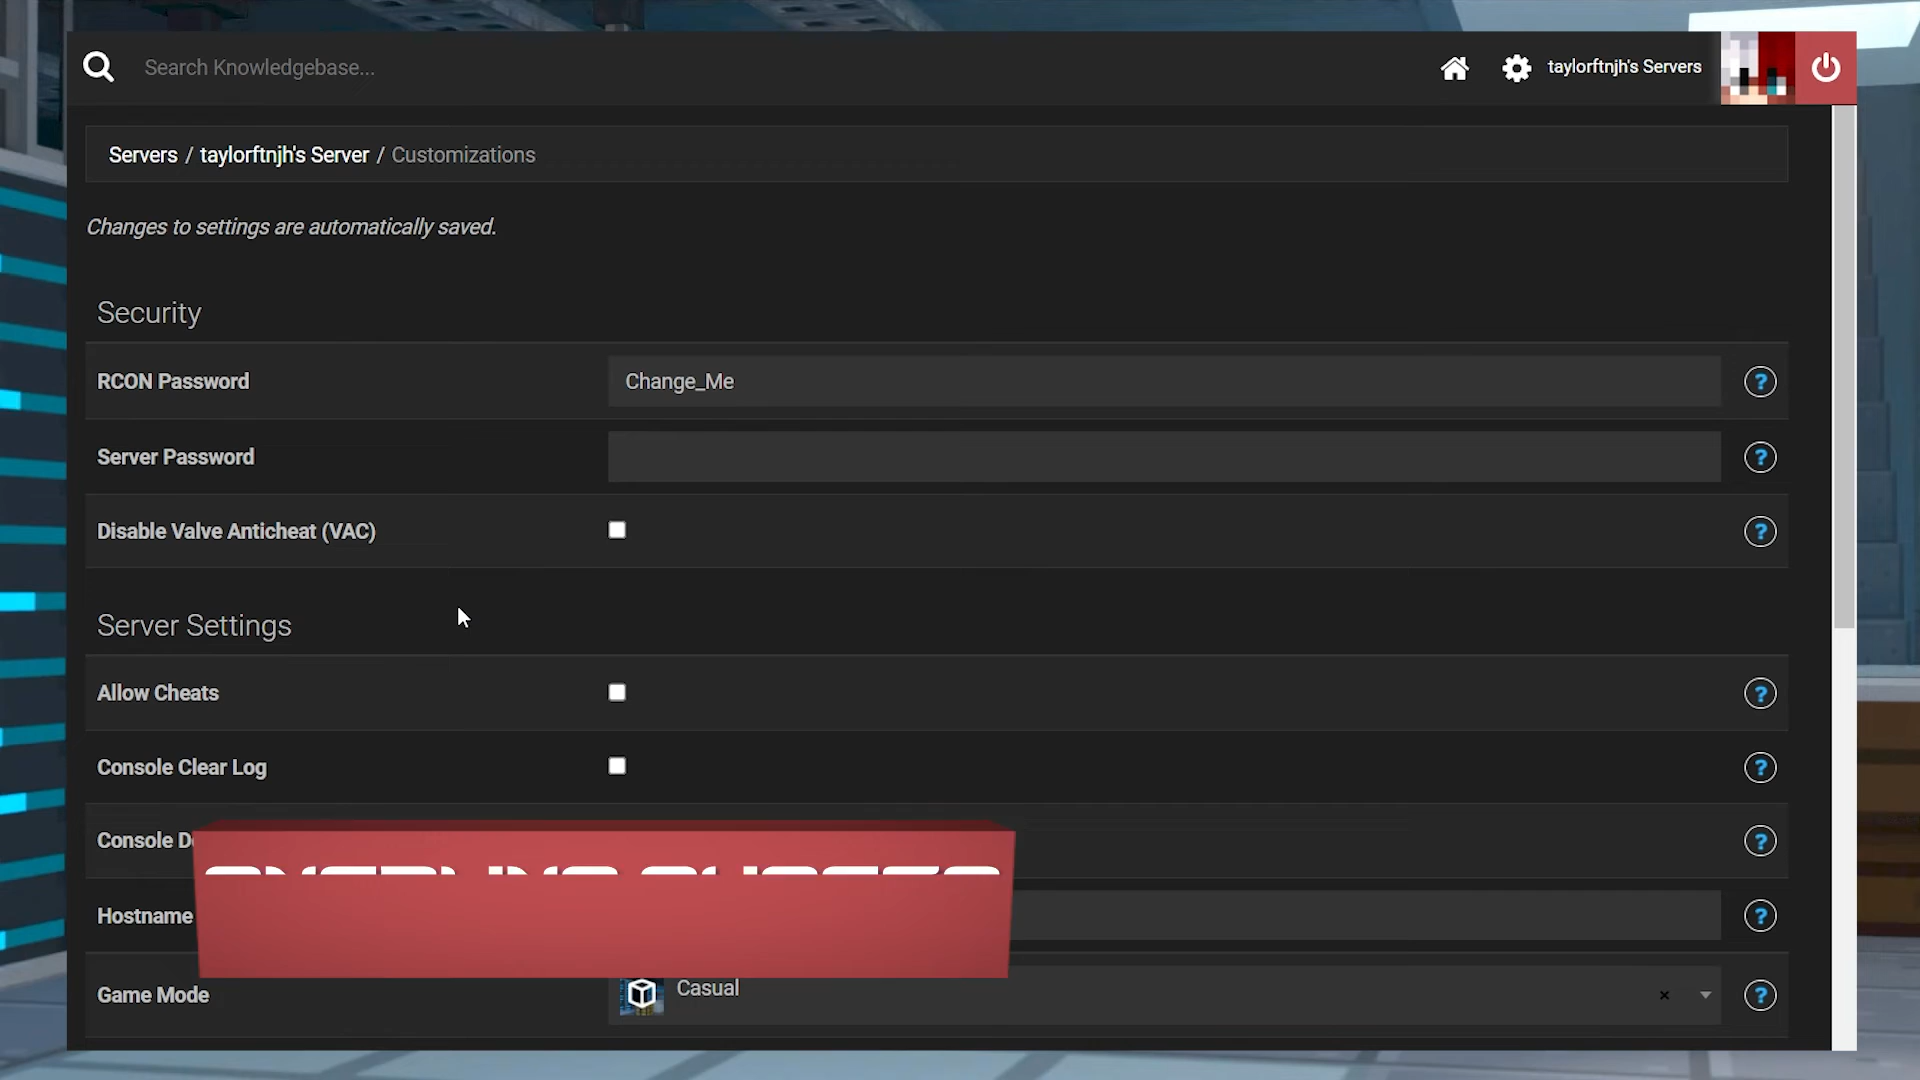 Search Knowledgebase...
taylorftnjh's Servers
Servers / taylorftnjh's Server / Customizations
Changes to settings are automatically saved.
Security
RCON Password
Change_Me
Server Password
Disable Valve Anticheat (VAC)
Server Settings
Allow Cheats
Console Clear Log
Console
Hostname
Game Mode
Casual